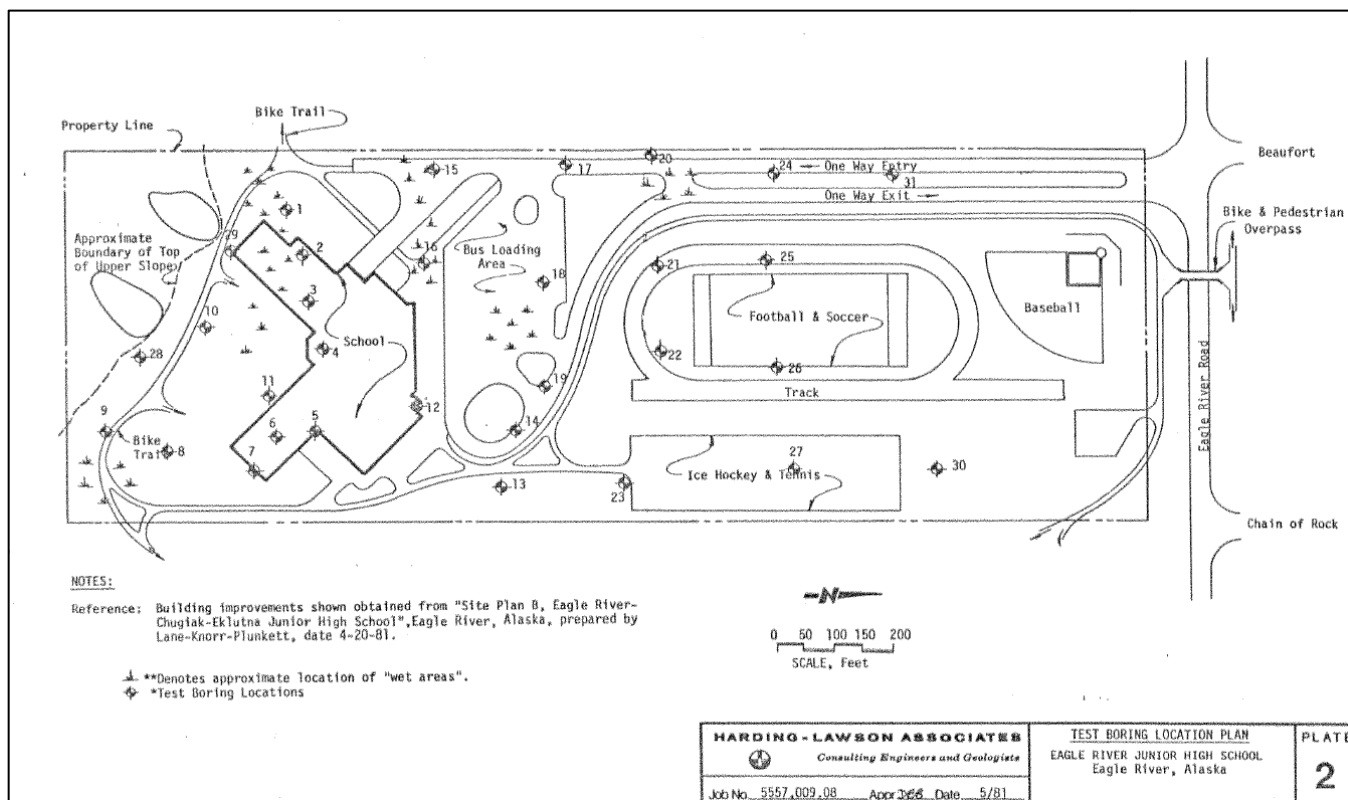 Bike Trail
Property Line
Beaufort
Bike & Pedestrian
Overpass
15
17
20
24
One Way Entry
31
One Way Exit
1
2
29
16
Approximate
Boundary of Top
of Upper Slope
Bus Loading
Area
18
21
25
3
10
Football & Soccer
Baseball
School
4
28
22
26
19
11
Track
12
9
5
6
14
Bike
Trail
8
7
27
30
Ice Hockey & Tennis
13
23
Eagle River Road
Chain of Rock
NOTES:
Reference: Building improvements shown obtained from "Site Plan B, Eagle River-
Chugiak-Eklutna Junior High School",Eagle River, Alaska, prepared by
Lane-Knorr-Plunkett, date 4-20-81.
**Denotes approximate location of "wet areas".
*Test Boring Locations
N
0 50 100 150 200
SCALE, Feet
HARDING-LAWSON ASSOCIATES
Consulting Engineers and Geologists
Job No. 5557,009.08 Appr Date 5/81
TEST BORING LOCATION PLAN
EAGLE RIVER JUNIOR HIGH SCHOOL
Eagle River, Alaska
PLATE
2